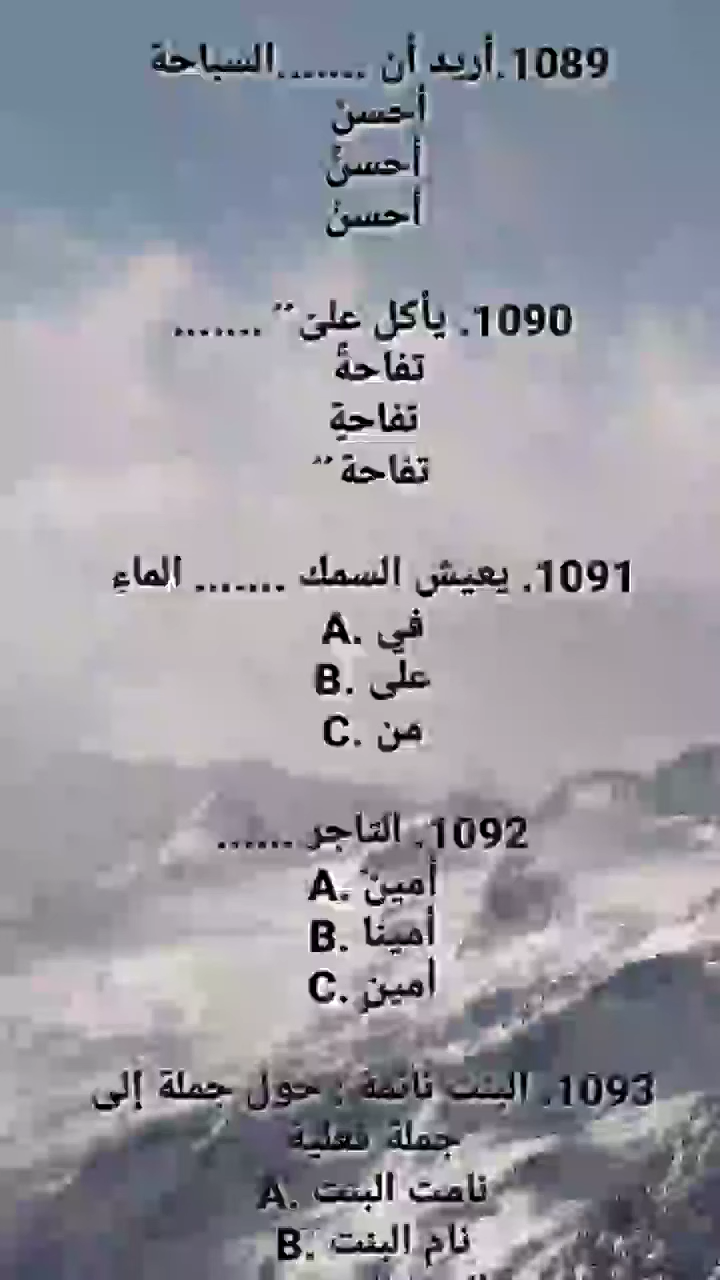 1089.أريد أن .......السباحة
أحسن
أحسن
أحسن
1090. يأكل علي ٌ .......
تفاحةً
تفاحةٍ
تفاحة ٌ
1091. يعيش السمك ....... الماء
A. في
B. على
C. من
1092. التاجر ......
A. أمينٌ
B. أمينا
C. أمينٍ
1093. البنت نائمة : حول جملة إلى
جملة فعلية
A. نامت البنت
B. نام البنت